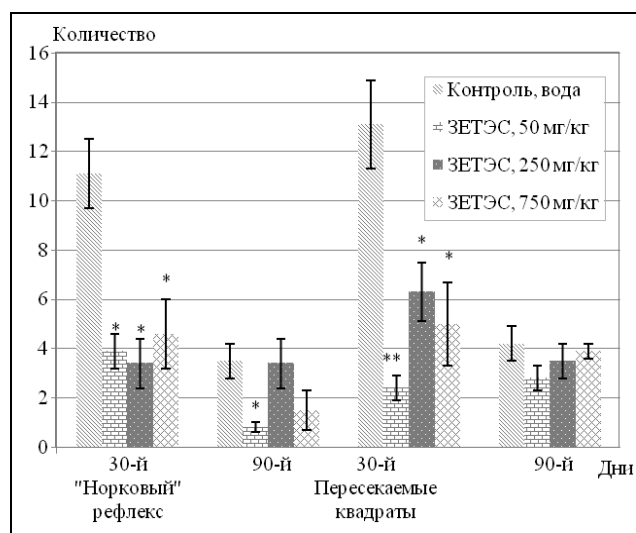 Количество
16
14
12
10
8
6
4
2
0
Контроль, вода
ЗЕТЭС, 50 мг/кг
ЗЕТЭС, 250 мг/кг
ЗЕТЭС, 750 мг/кг
* * *
*
** * *
30-й 90-й 30-й 90-й Дни
"Норковый" Пересекаемые
рефлекс квадраты